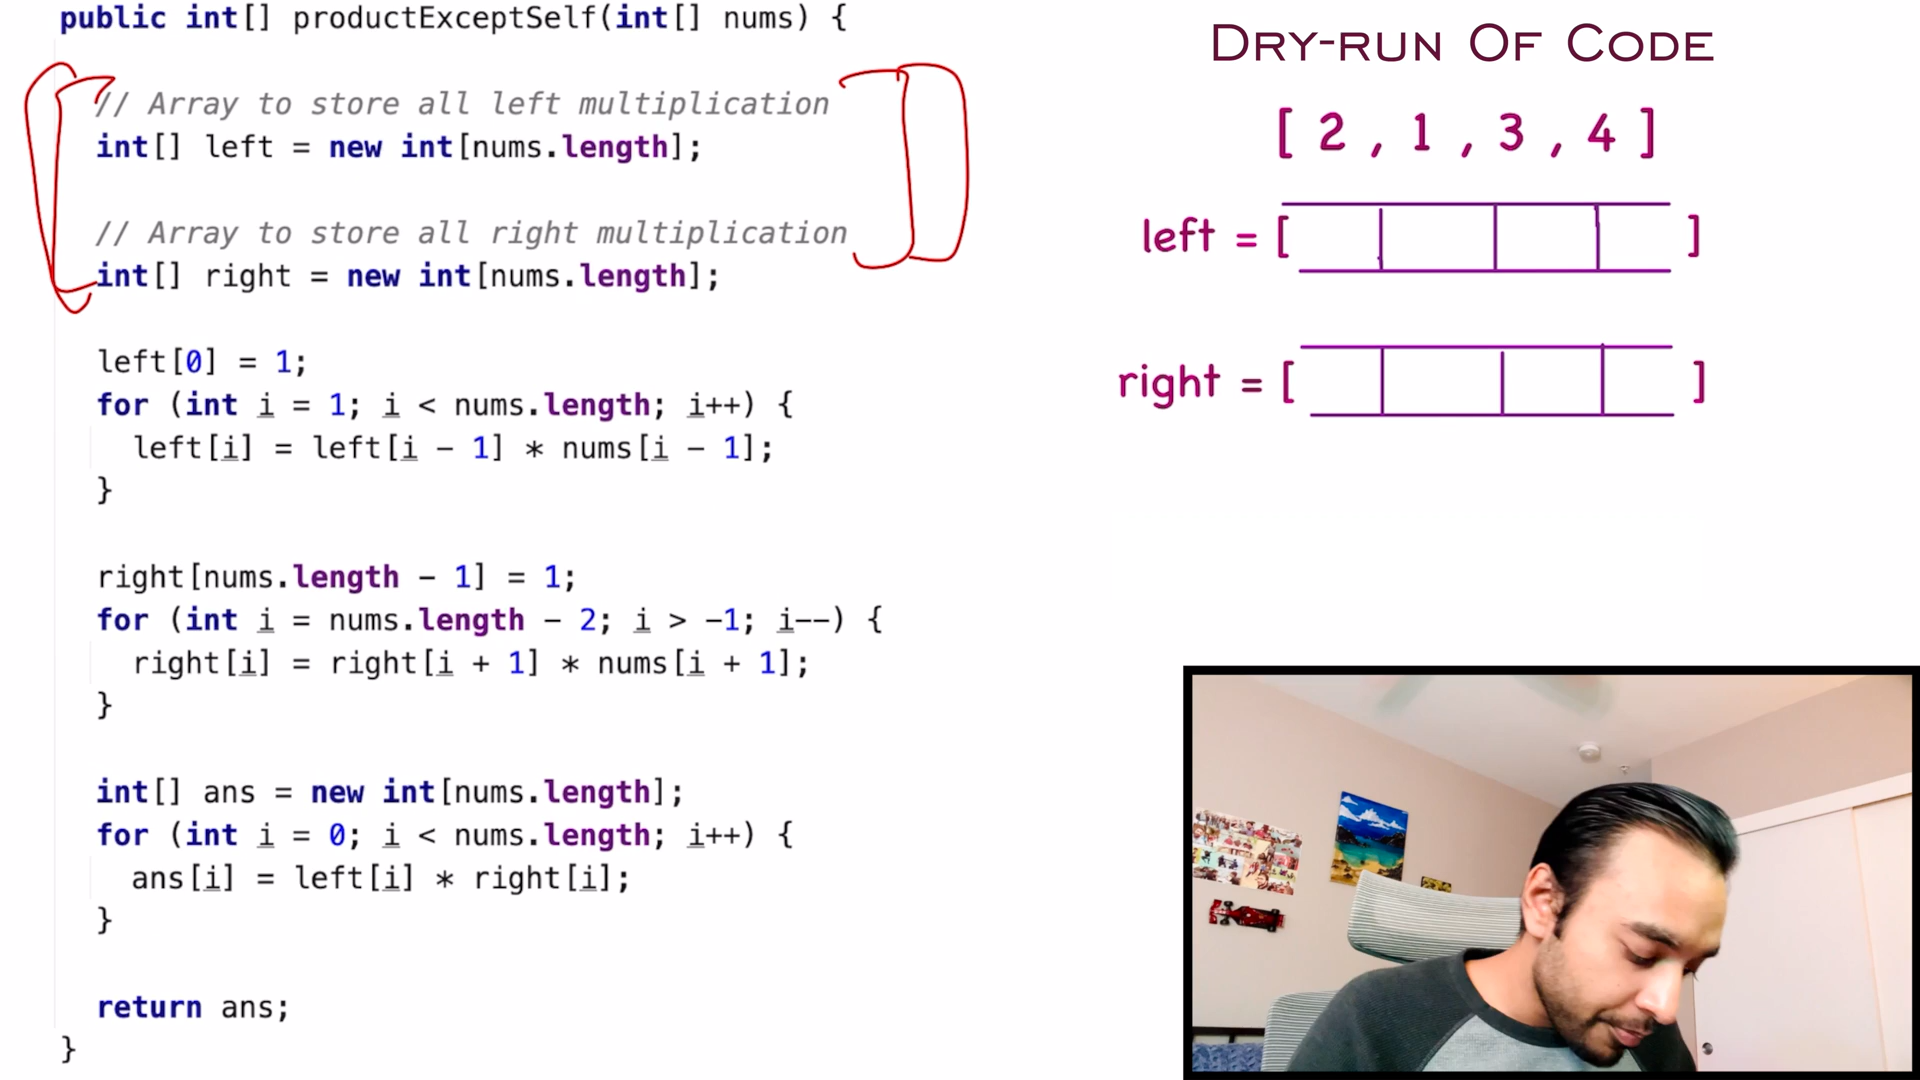 public int[] productExceptSelf(int[] nums) {
// Array to store all left multiplication
int[] left = new int[nums.length];
// Array to store all right multiplication
int[] right = new int[nums.length];
left[0] = 1;
for (int i = 1; i < nums.length; i++) {
left[i] = left[i - 1] * nums[i - 1];
}
right[nums.length - 1] = 1;
for (int i = nums.length - 2; i > -1; i--) {
right[i] = right[i + 1] * nums[i + 1];
}
int[] ans = new int[nums.length];
for (int i = 0; i < nums.length; i++) {
ans[i] = left[i] * right[i];
}
return ans;
}
DRY-RUN OF CODE
[ 2 , 1 , 3 , 4 ]
left = [ ]
right = [ ]